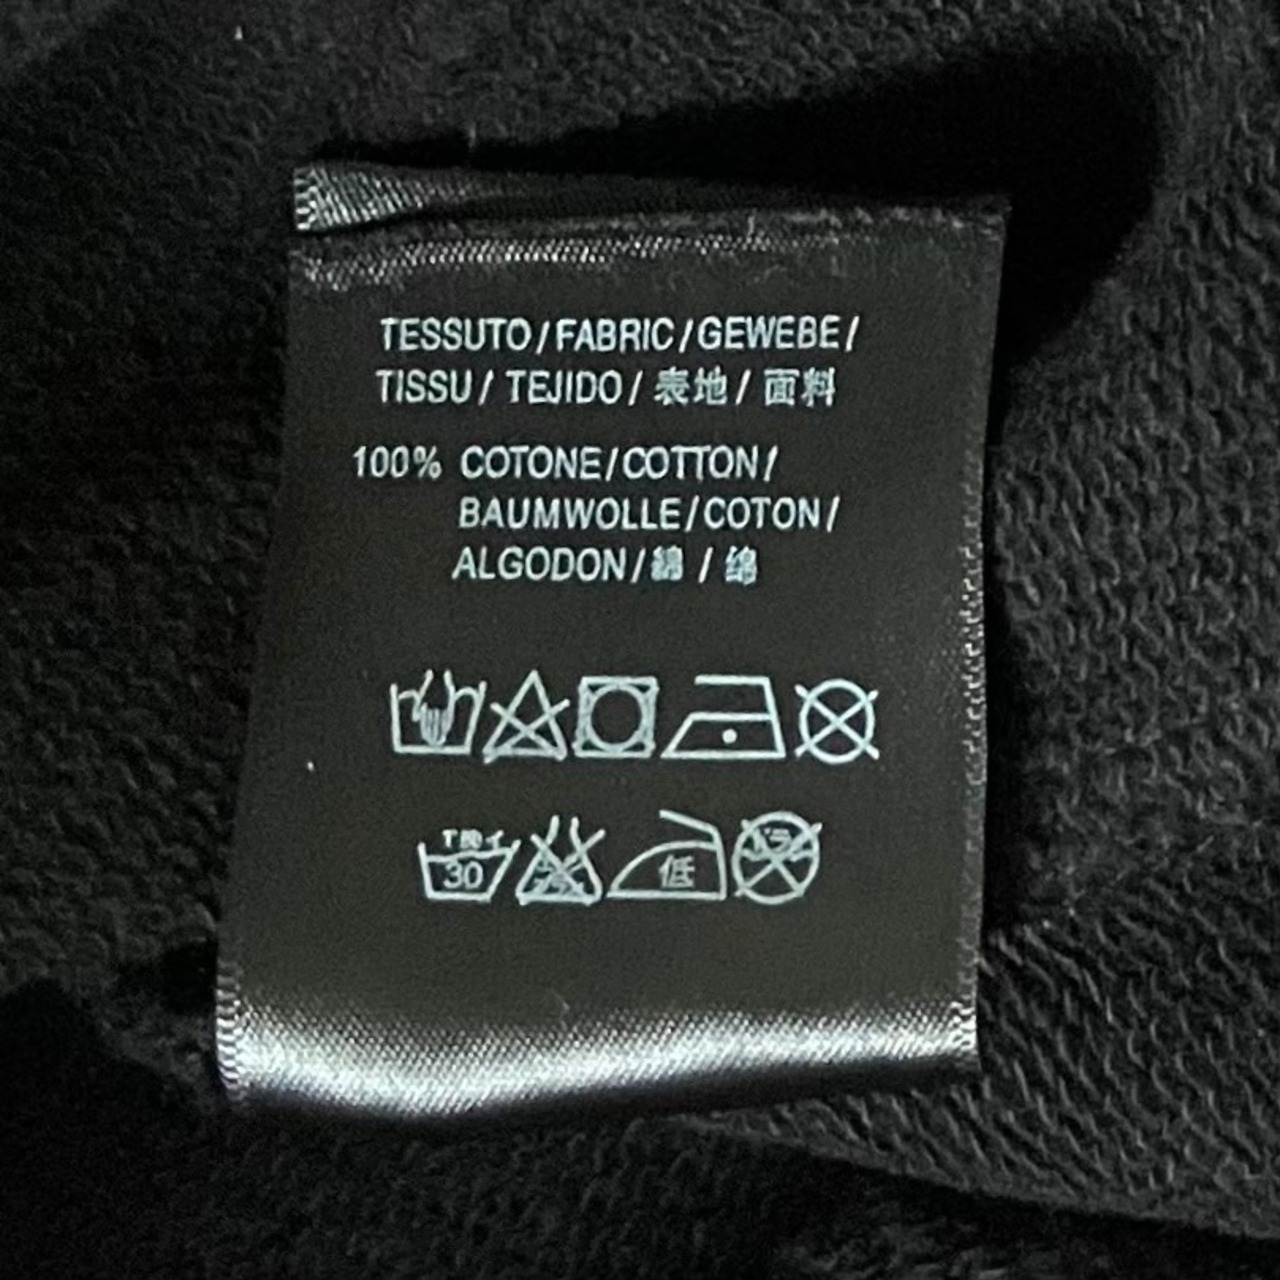 TESSUTO/FABRIC/GEWEBE/
TISSU/ TEJIDO/ 表地/ 面料
100% COTONE/COTTON/
BAUMWOLLE/COTON/
ALGODON/綿 / 绵
30
低